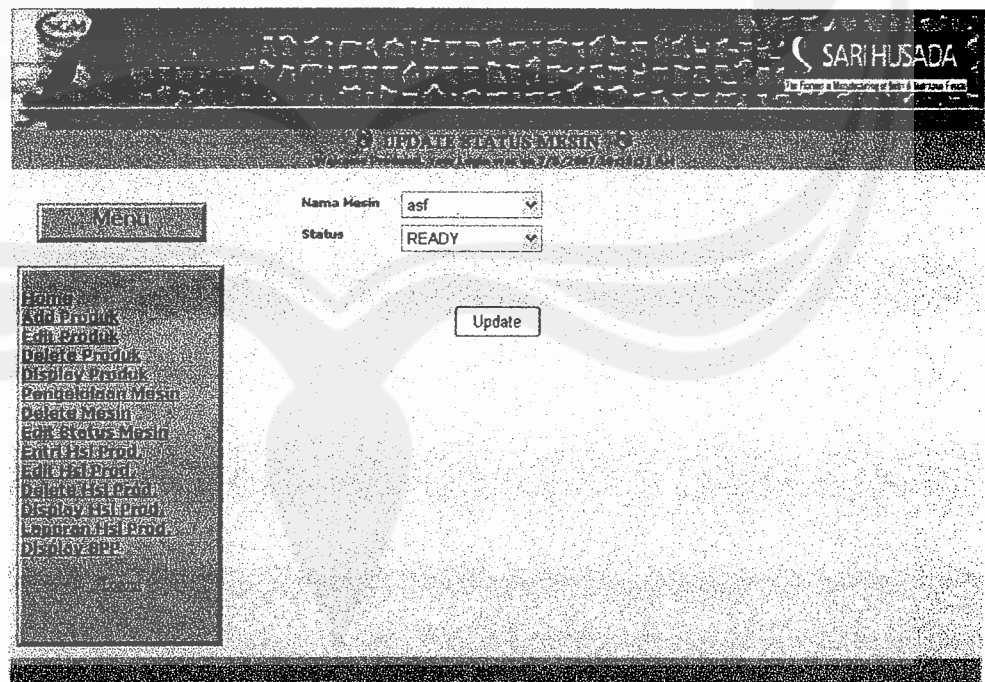 SARI HUSADA
UPDATE STATUS MESIN
Menu
Nama Mesin asf
Status READY
Update
Home
Add Produk
Edit Produk
Delete Produk
Display Produk
Pengelolaan Mesin
Delete Mesin
Edit Status Mesin
Entri Hsl Prod.
Edit Hsl Prod.
Delete Hsl Prod.
Display Hsl Prod.
Laporan Hsl Prod.
Display BPP